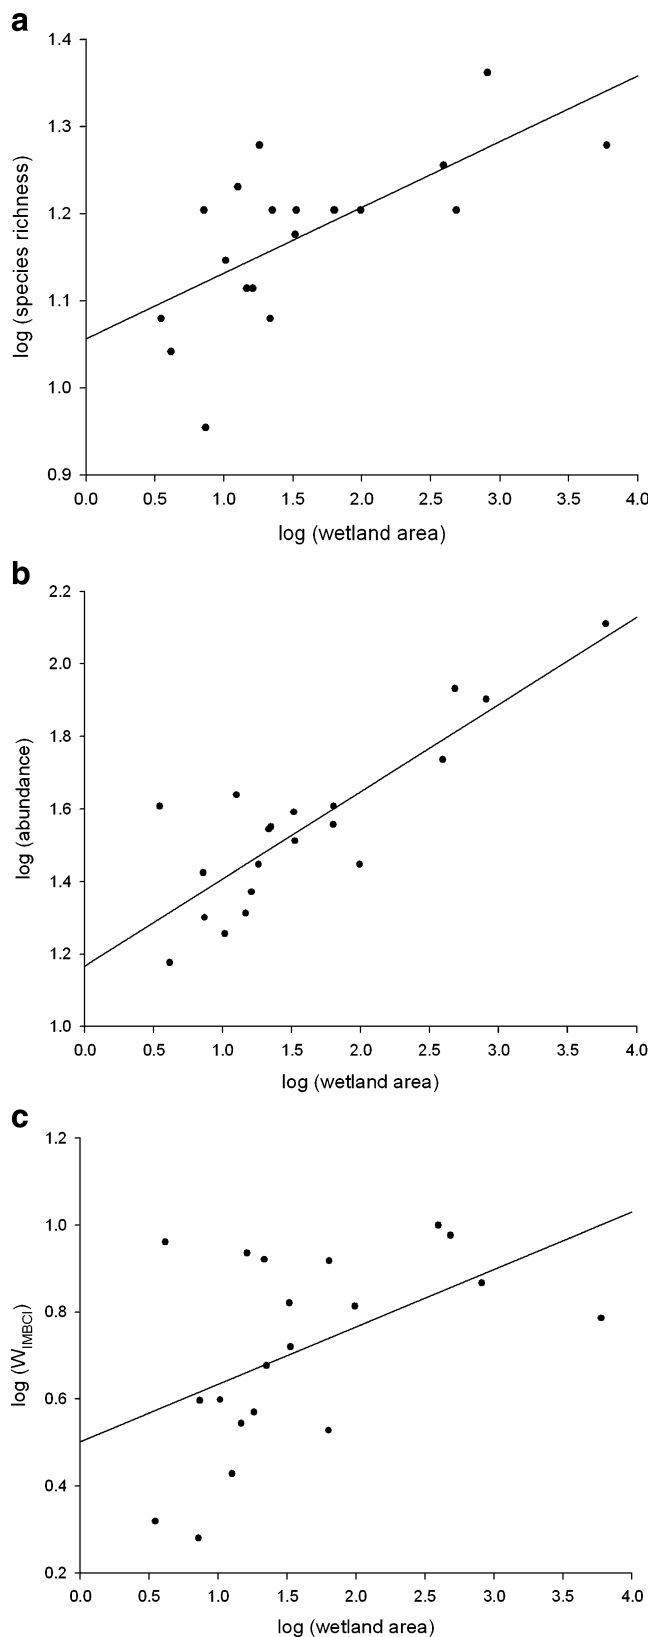 a
1.4
1.3
1.2
1.1
1.0
0.9
log (species richness)
0.0 0.5 1.0 1.5 2.0 2.5 3.0 3.5 4.0
log (wetland area)
b
2.2
2.0
1.8
1.6
1.4
1.2
1.0
log (abundance)
0.0 0.5 1.0 1.5 2.0 2.5 3.0 3.5 4.0
log (wetland area)
c
1.2
1.0
0.8
0.6
0.4
0.2
log (WIMBCI)
0.0 0.5 1.0 1.5 2.0 2.5 3.0 3.5 4.0
log (wetland area)